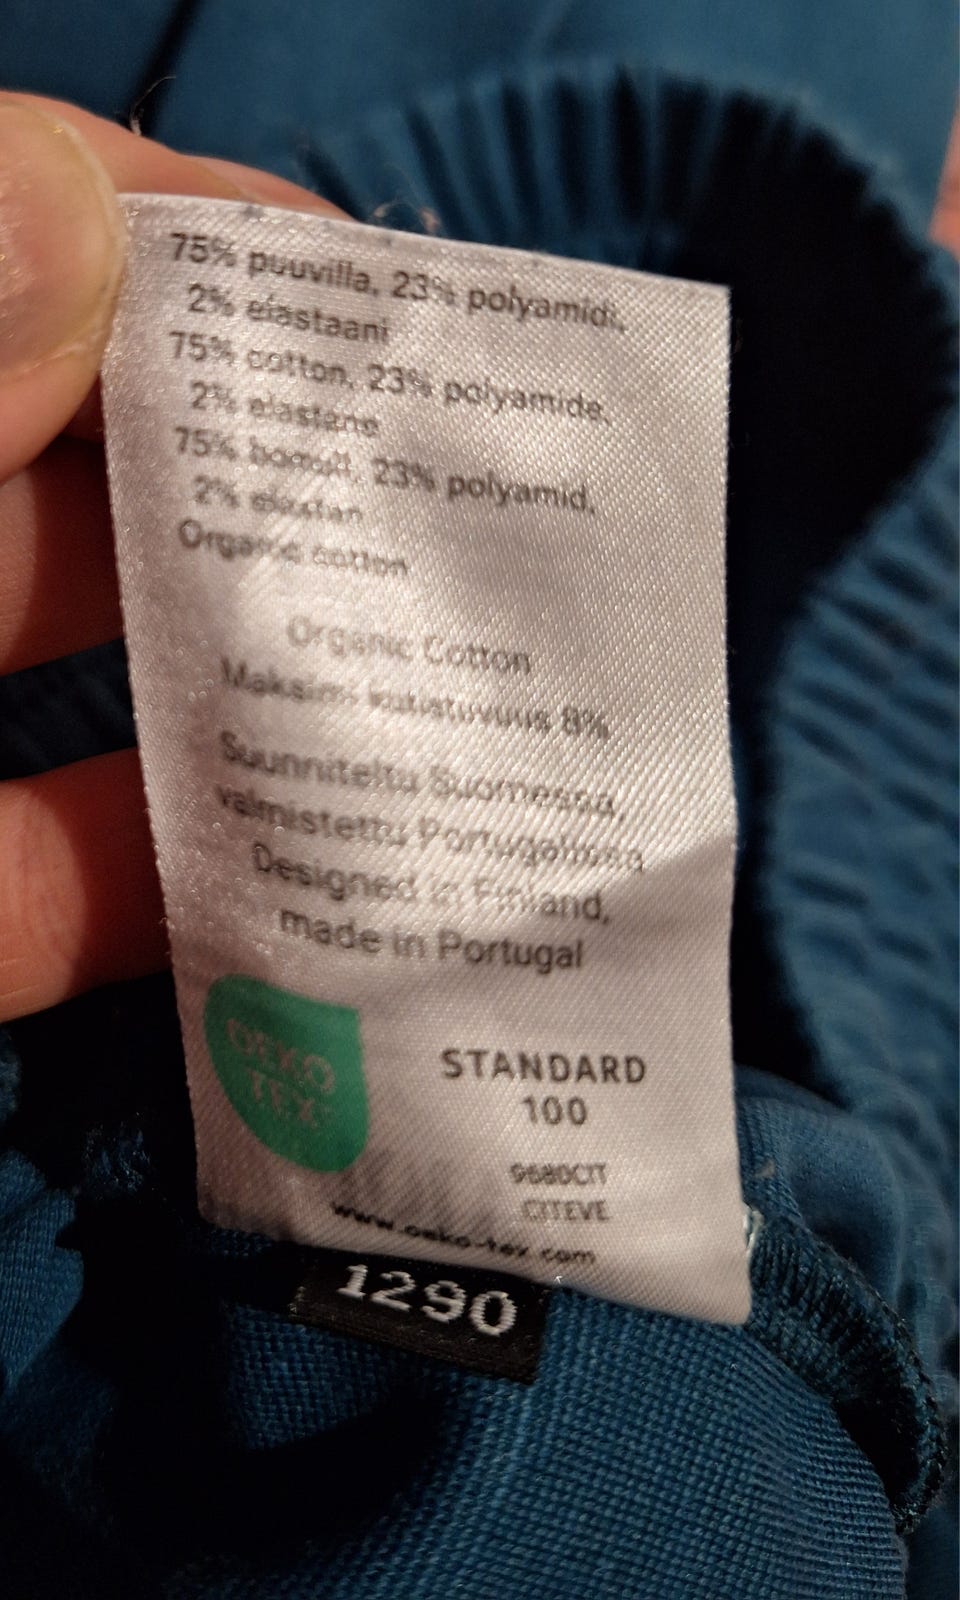 75% puuvilla, 23% polyamidi,
2% elastaani
75% cotton, 23% polyamide,
2% elastane
75% bomull, 23% polyamid,
2% elastan
Organic cotton
Organic Cotton
Maksimi kutistuvuus 8%
Suunniteltu Suomessa,
valmistettu Portugalissa
Designed in Finland,
made in Portugal
OEKO
TEX
STANDARD
100
9680CIT
CITEVE
www.oeko-tex.com
1290